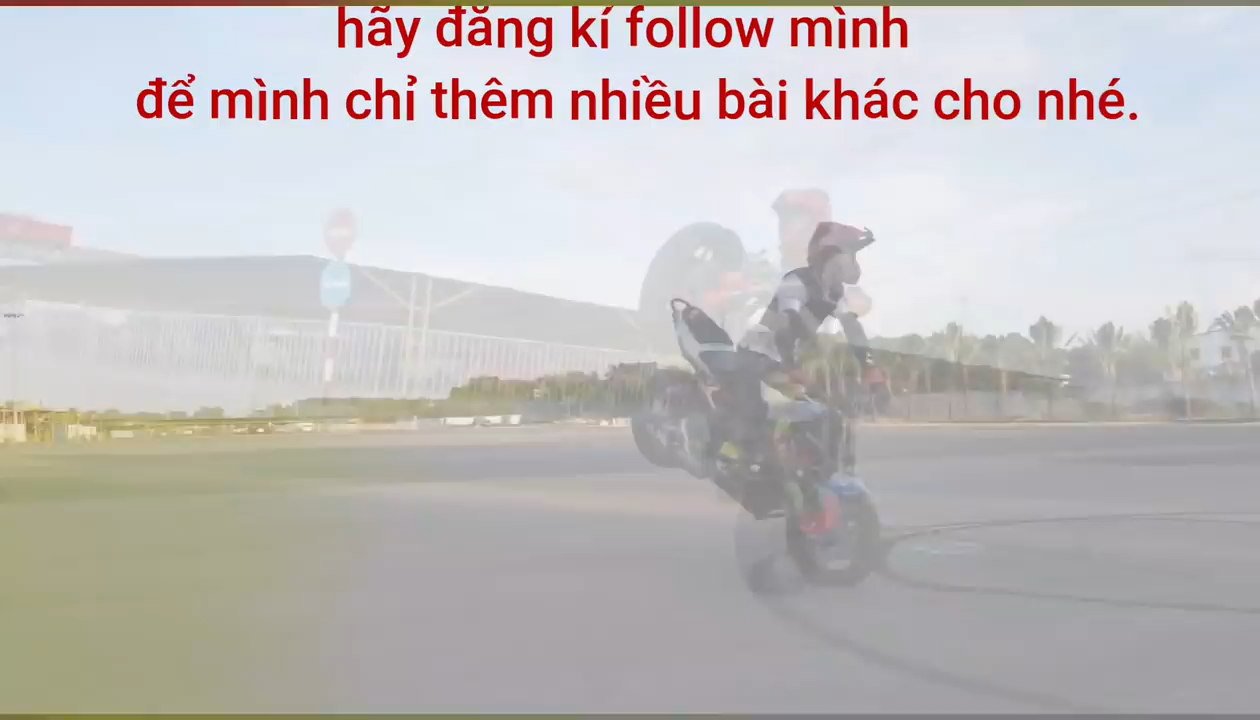 hãy đăng kí follow mình
để mình chỉ thêm nhiều bài khác cho nhé.